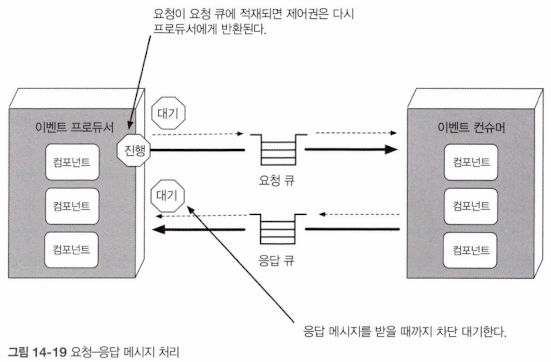 요청이 요청 큐에 적재되면 제어권은 다시
프로듀서에게 반환된다.
이벤트 프로듀서
대기
이벤트 컨슈머
컴포넌트
진행
컴포넌트
요청 큐
컴포넌트
대기
컴포넌트
컴포넌트
응답 큐
컴포넌트
응답 메시지를 받을 때까지 차단 대기한다.
그림 14-19 요청–응답 메시지 처리